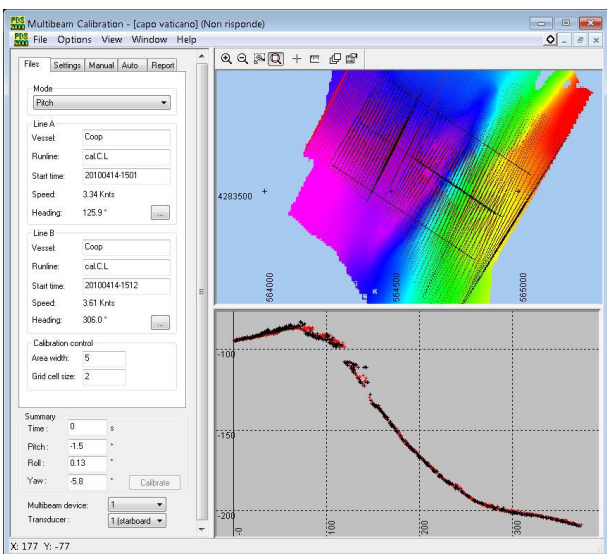 PDS 2000 Multibeam Calibration - [capo vaticano] (Non risponde)
PDS 2000 File Options View Window Help
Files Settings Manual Auto Report
Mode
Pitch
Line A
Vessel: Coop
Runline: cal.C.L
Start time: 20100414-1501
Speed: 3.34 Knts
Heading: 125.9 ° ...
Line B
Vessel: Coop
Runline: cal.C.L
Start time: 20100414-1512
Speed: 3.61 Knts
Heading: 306.0 ° ...
Calibration control
Area width: 5
Grid cell size: 2
Summary
Time : 0 s
Pitch : -1.5 °
Roll : 0.13 °
Yaw : -5.8 ° Calibrate
Multibeam device: 1
Transducer : 1 (starboard
X: 177 Y: -77
4283500
564000
564500
565000
-100
-150
-200
-0
100
200
300